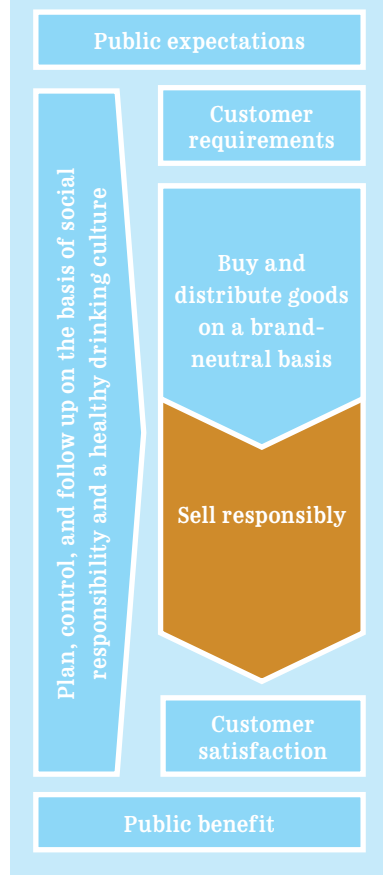 Public expectations
Plan, control, and follow up on the basis of social
responsibility and a healthy drinking culture
Customer
requirements
Buy and
distribute goods
on a brand-
neutral basis
Sell responsibly
Customer
satisfaction
Public benefit